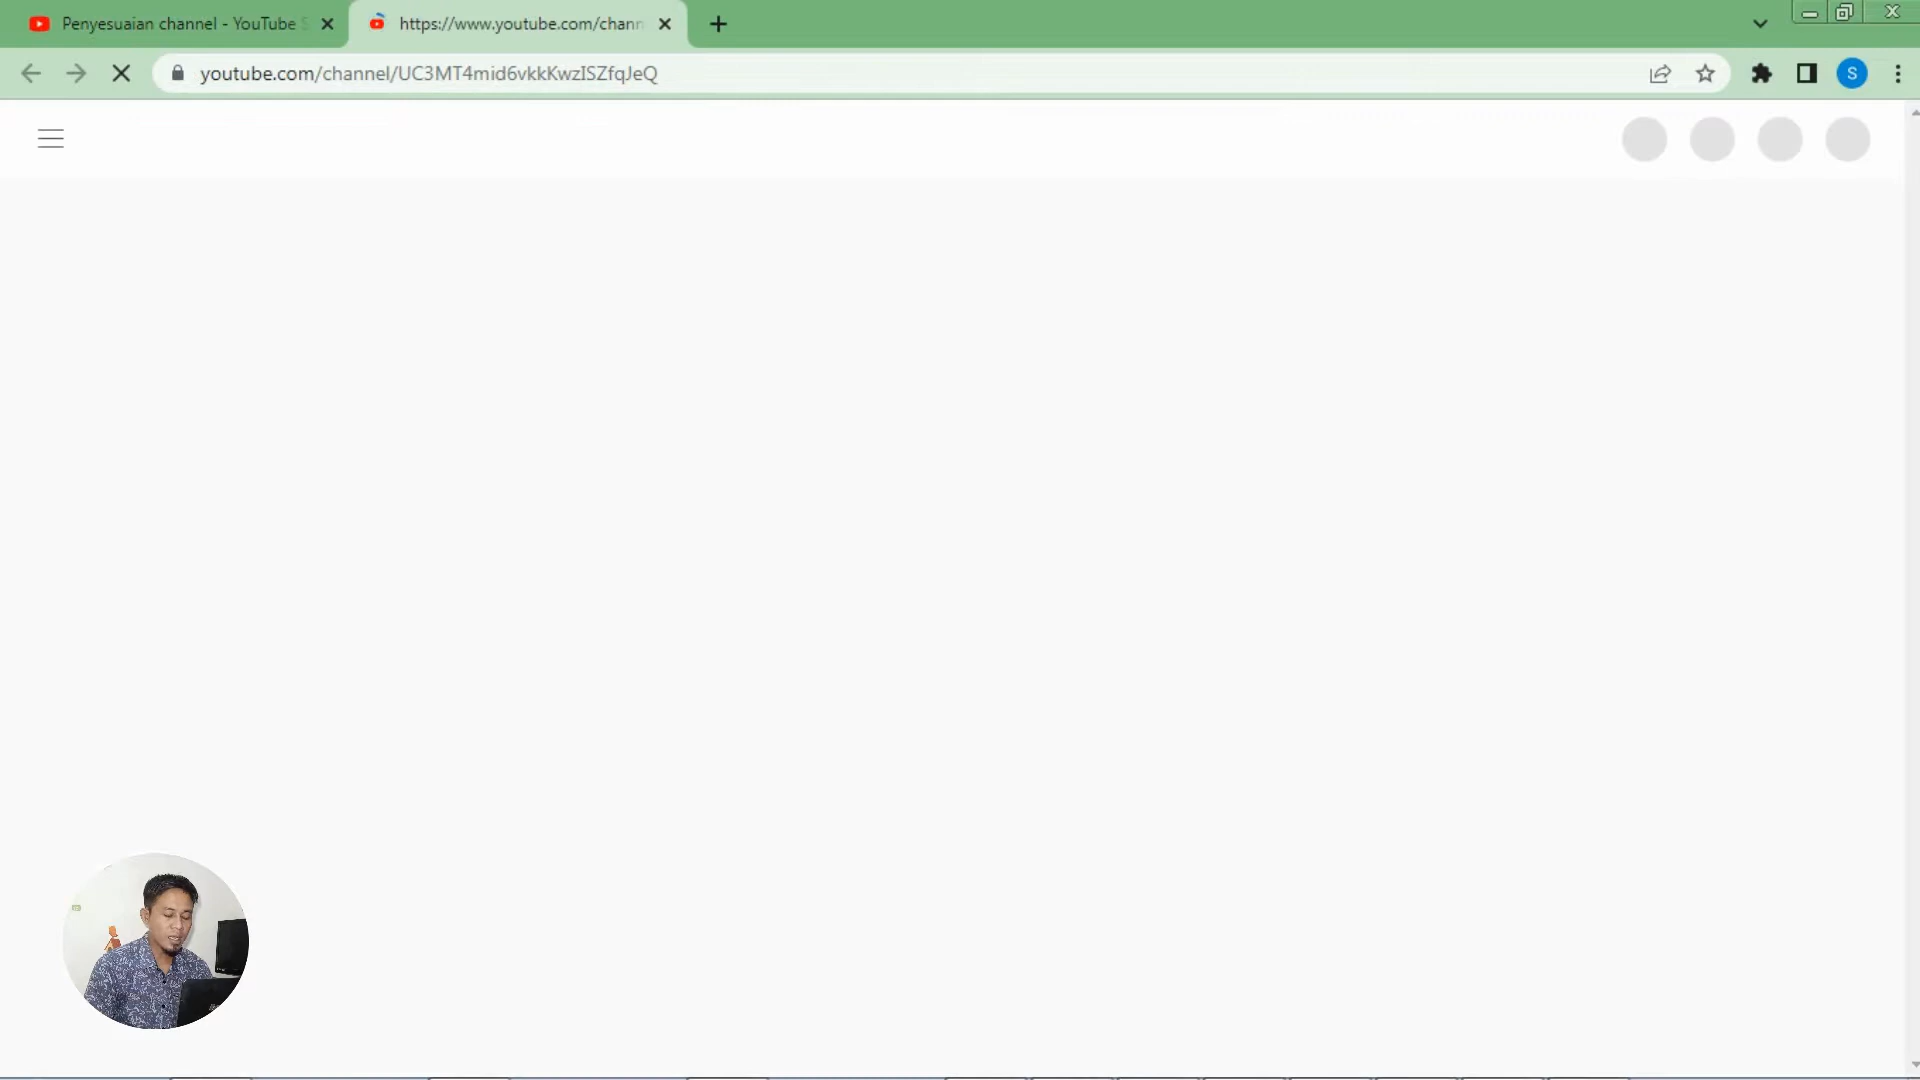 Penyesuaian channel - YouTube S
https://www.youtube.com/chann
youtube.com/channel/UC3MT4mid6vkkKwzISZfqJeQ
S